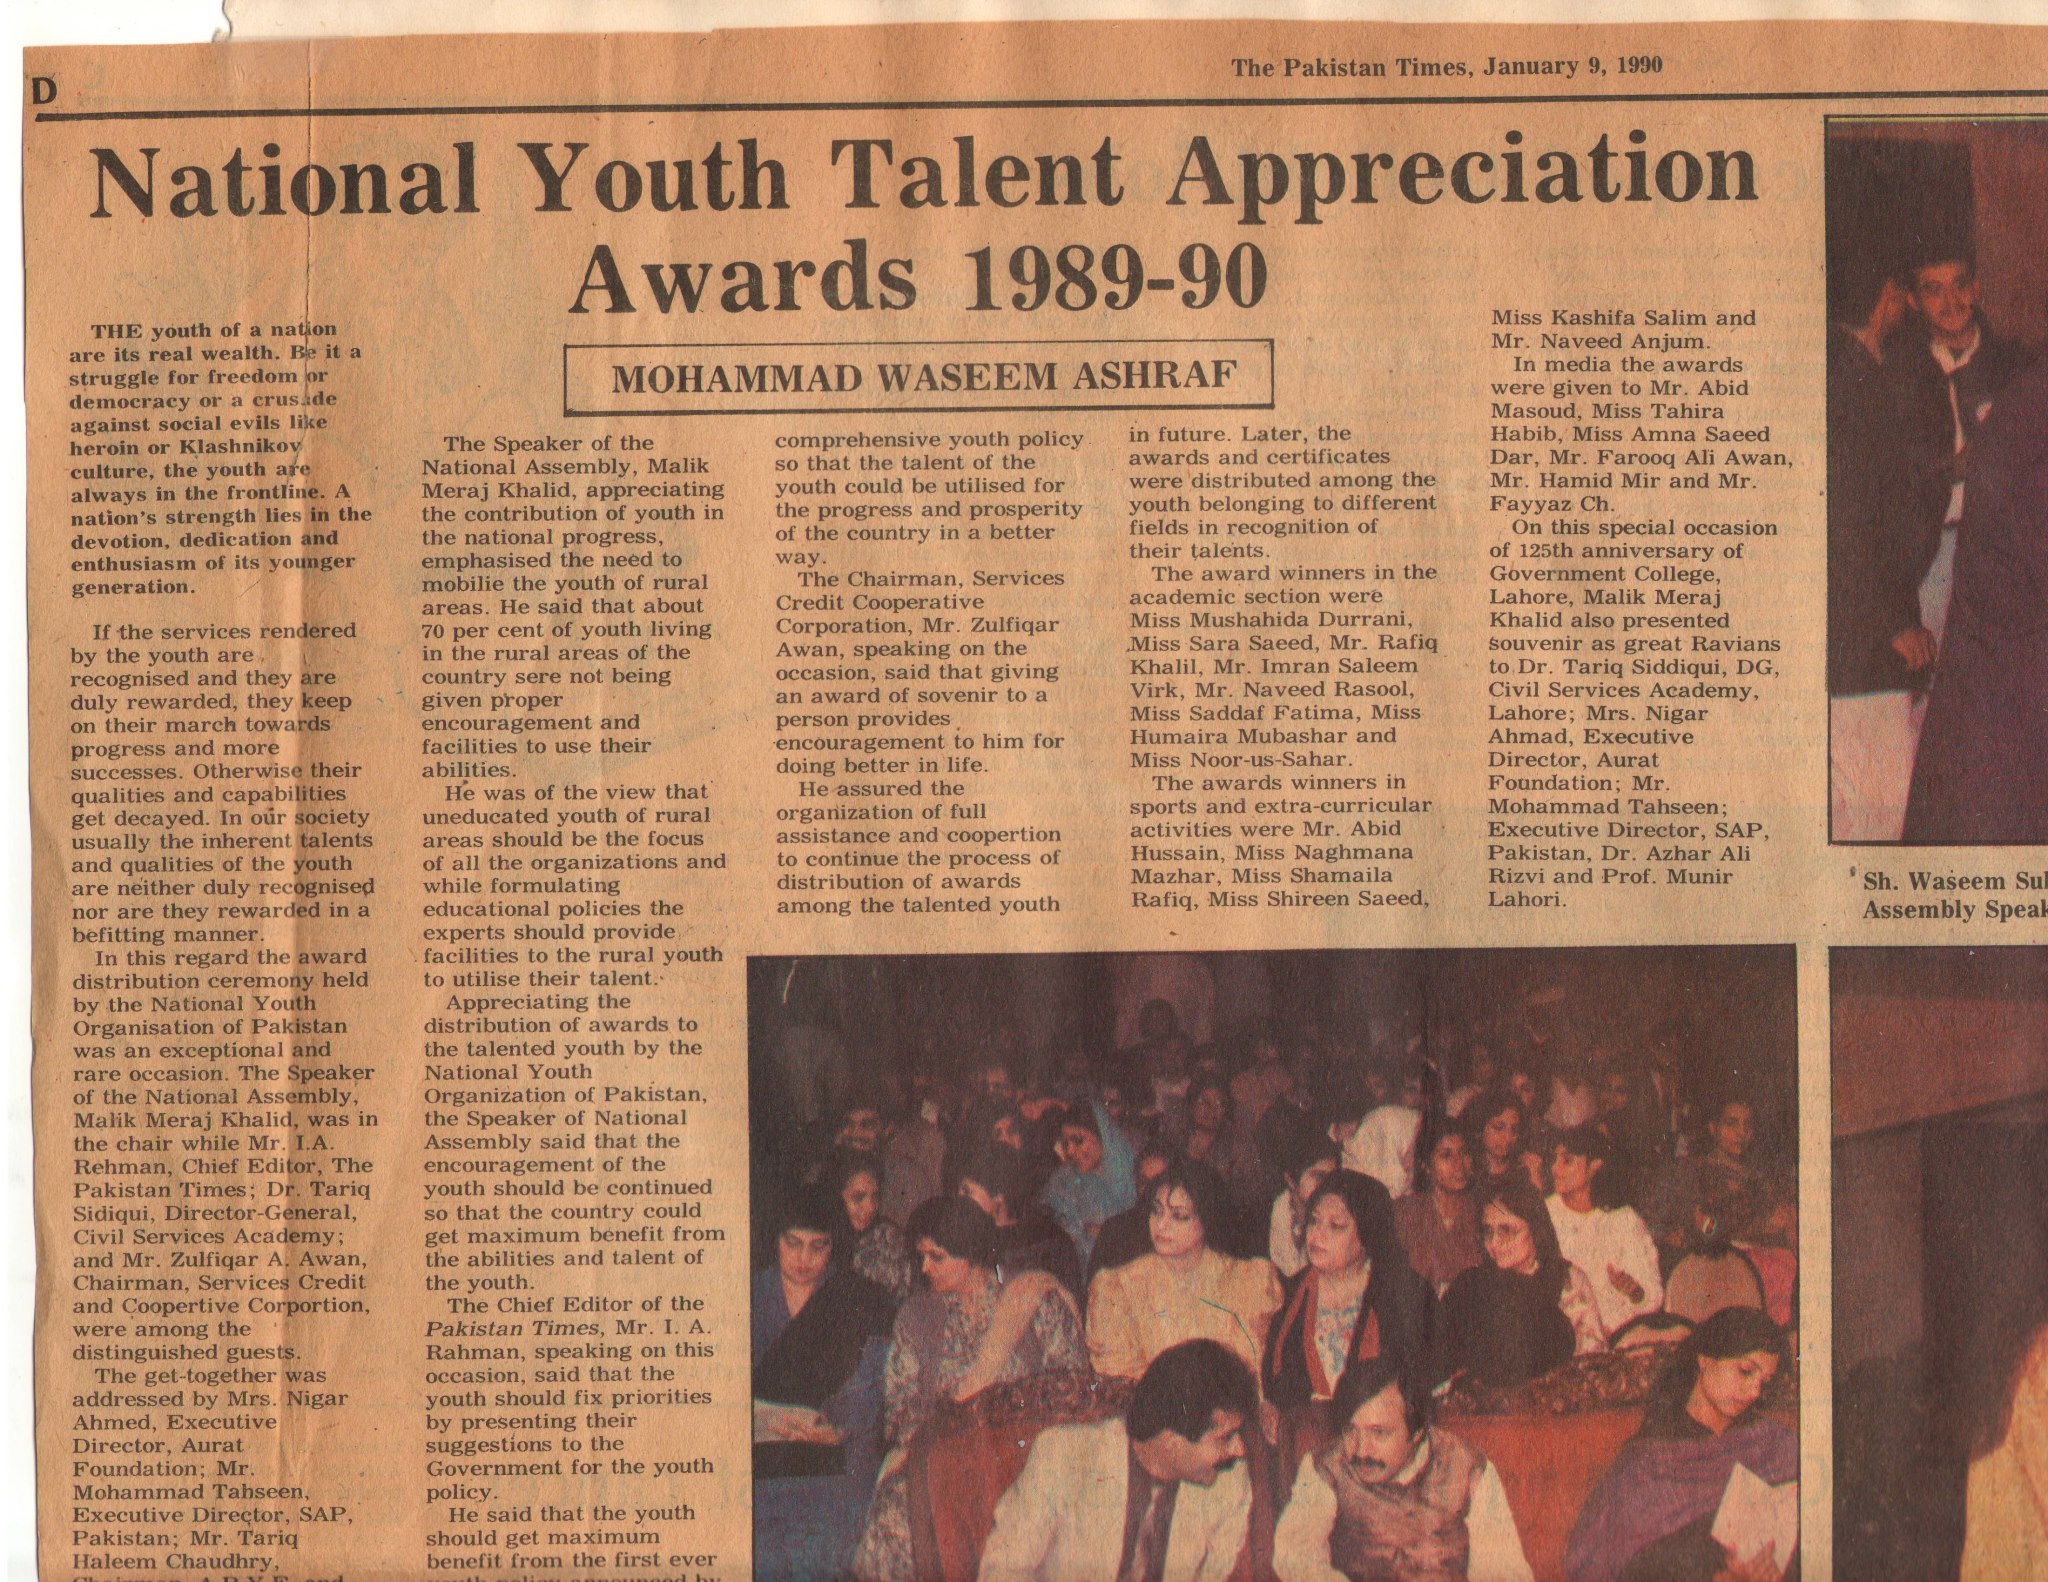 D
The Pakistan Times, January 9, 1990
National Youth Talent Appreciation
Awards 1989-90
MOHAMMAD WASEEM ASHRAF
THE youth of a nation
are its real wealth. Be it a
struggle for freedom or
democracy or a crusade
against social evils like
heroin or Klashnikov
culture, the youth are
always in the frontline. A
nation's strength lies in the
devotion, dedication and
enthusiasm of its younger
generation.
If the services rendered
by the youth are
recognised and they are
duly rewarded, they keep
on their march towards
progress and more
successes. Otherwise their
qualities and capabilities
get decayed. In our society
usually the inherent talents
and qualities of the youth
are neither duly recognised
nor are they rewarded in a
befitting manner.
In this regard the award
distribution ceremony held
by the National Youth
Organisation of Pakistan
was an exceptional and
rare occasion. The Speaker
of the National Assembly,
Malik Meraj Khalid, was in
the chair while Mr. I.A.
Rehman, Chief Editor, The
Pakistan Times; Dr. Tariq
Sidiqui, Director-General,
Civil Services Academy;
and Mr. Zulfiqar A. Awan,
Chairman, Services Credit
and Coopertive Corportion,
were among the
distinguished guests.
The get-together was
addressed by Mrs. Nigar
Ahmed, Executive
Director, Aurat
Foundation; Mr.
Mohammad Tahseen,
Executive Director, SAP,
Pakistan; Mr. Tariq
Haleem Chaudhry,
The Speaker of the
National Assembly, Malik
Meraj Khalid, appreciating
the contribution of youth in
the national progress,
emphasised the need to
mobilie the youth of rural
areas. He said that about
70 per cent of youth living
in the rural areas of the
country sere not being
given proper
encouragement and
facilities to use their
abilities.
He was of the view that
uneducated youth of rural
areas should be the focus
of all the organizations and
while formulating
educational policies the
experts should provide
facilities to the rural youth
to utilise their talent.
Appreciating the
distribution of awards to
the talented youth by the
National Youth
Organization of Pakistan,
the Speaker of National
Assembly said that the
encouragement of the
youth should be continued
so that the country could
get maximum benefit from
the abilities and talent of
the youth.
The Chief Editor of the
Pakistan Times, Mr. I. A.
Rahman, speaking on this
occasion, said that the
youth should fix priorities
by presenting their
suggestions to the
Government for the youth
policy.
He said that the youth
should get maximum
benefit from the first ever
youth policy announced by
comprehensive youth policy
so that the talent of the
youth could be utilised for
the progress and prosperity
of the country in a better
way.
The Chairman, Services
Credit Cooperative
Corporation, Mr. Zulfiqar
Awan, speaking on the
occasion, said that giving
an award of sovenir to a
person provides
encouragement to him for
doing better in life.
He assured the
organization of full
assistance and coopertion
to continue the process of
distribution of awards
among the talented youth
in future. Later, the
awards and certificates
were distributed among the
youth belonging to different
fields in recognition of
their talents.
The award winners in the
academic section were
Miss Mushahida Durrani,
Miss Sara Saeed, Mr. Rafiq
Khalil, Mr. Imran Saleem
Virk, Mr. Naveed Rasool,
Miss Saddaf Fatima, Miss
Humaira Mubashar and
Miss Noor-us-Sahar.
The awards winners in
sports and extra-curricular
activities were Mr. Abid
Hussain, Miss Naghmana
Mazhar, Miss Shamaila
Rafiq, Miss Shireen Saeed,
Miss Kashifa Salim and
Mr. Naveed Anjum.
In media the awards
were given to Mr. Abid
Masoud, Miss Tahira
Habib, Miss Amna Saeed
Dar, Mr. Farooq Ali Awan,
Mr. Hamid Mir and Mr.
Fayyaz Ch.
On this special occasion
of 125th anniversary of
Government College,
Lahore, Malik Meraj
Khalid also presented
souvenir as great Ravians
to Dr. Tariq Siddiqui, DG,
Civil Services Academy,
Lahore; Mrs. Nigar
Ahmad, Executive
Director, Aurat
Foundation; Mr.
Mohammad Tahseen;
Executive Director, SAP,
Pakistan, Dr. Azhar Ali
Rizvi and Prof. Munir
Lahori.
Sh. Waseem
Assembly